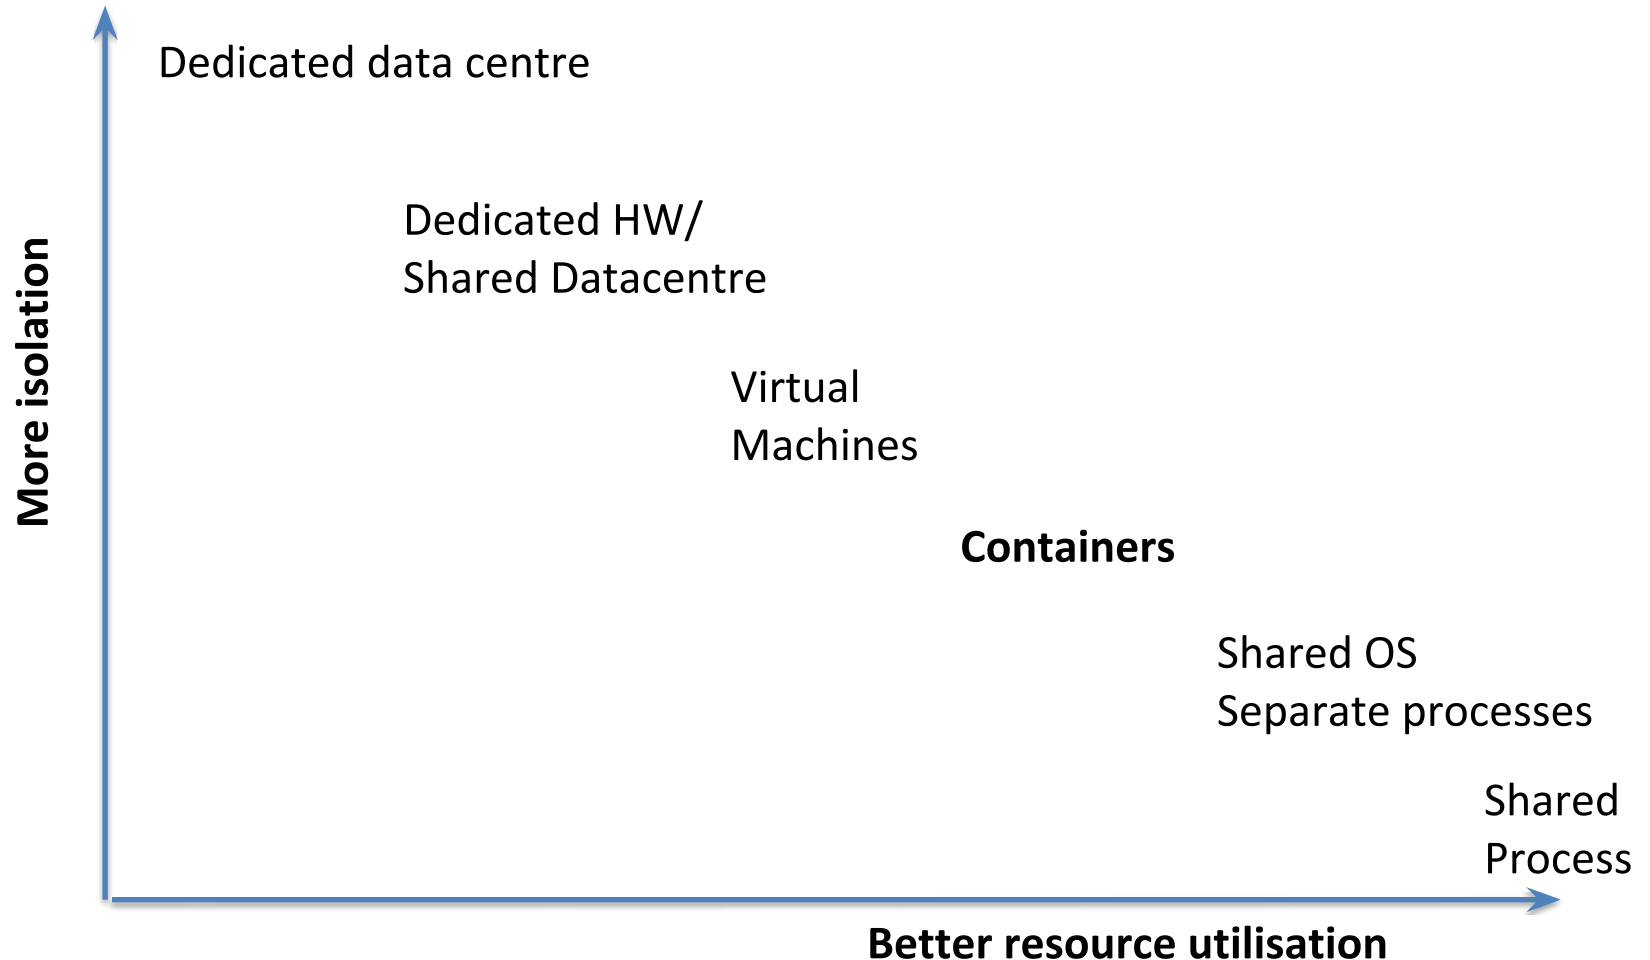 Dedicated data centre
Dedicated HW/
Shared Datacentre
More isolation
Virtual
Machines
Containers
Shared OS
Separate processes
Shared
Process
Better resource utilisation